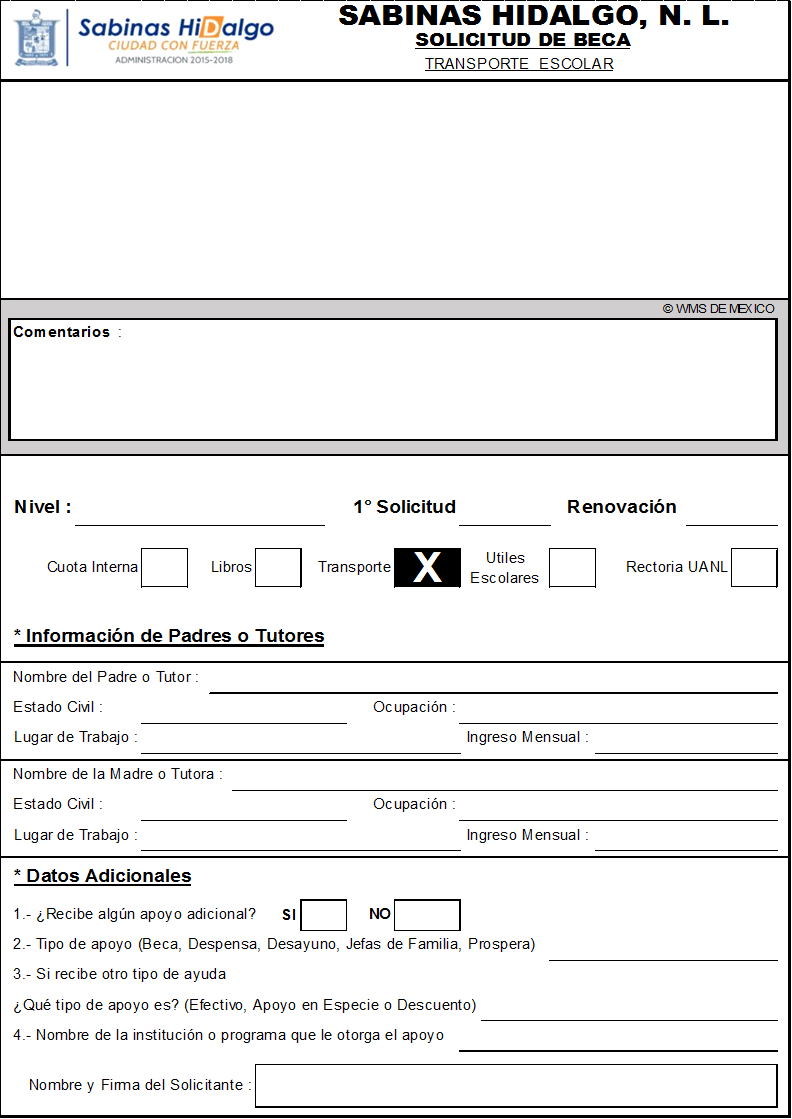 Sabinas HiDalgo
CIUDAD CON FUERZA
ADMINISTRACION 2015-2018
SABINAS HIDALGO, N. L.
SOLICITUD DE BECA
TRANSPORTE ESCOLAR
© WMS DE MEXICO
Comentarios :
Nivel : 1° Solicitud Renovación
Cuota Interna Libros Transporte X Utiles Escolares Rectoria UANL
* Información de Padres o Tutores
Nombre del Padre o Tutor :
Estado Civil : Ocupación :
Lugar de Trabajo : Ingreso Mensual :
Nombre de la Madre o Tutora :
Estado Civil : Ocupación :
Lugar de Trabajo : Ingreso Mensual :
* Datos Adicionales
1.- ¿Recibe algún apoyo adicional? SI NO
2.- Tipo de apoyo (Beca, Despensa, Desayuno, Jefas de Familia, Prospera)
3.- Si recibe otro tipo de ayuda
¿Qué tipo de apoyo es? (Efectivo, Apoyo en Especie o Descuento)
4.- Nombre de la institución o programa que le otorga el apoyo
Nombre y Firma del Solicitante :